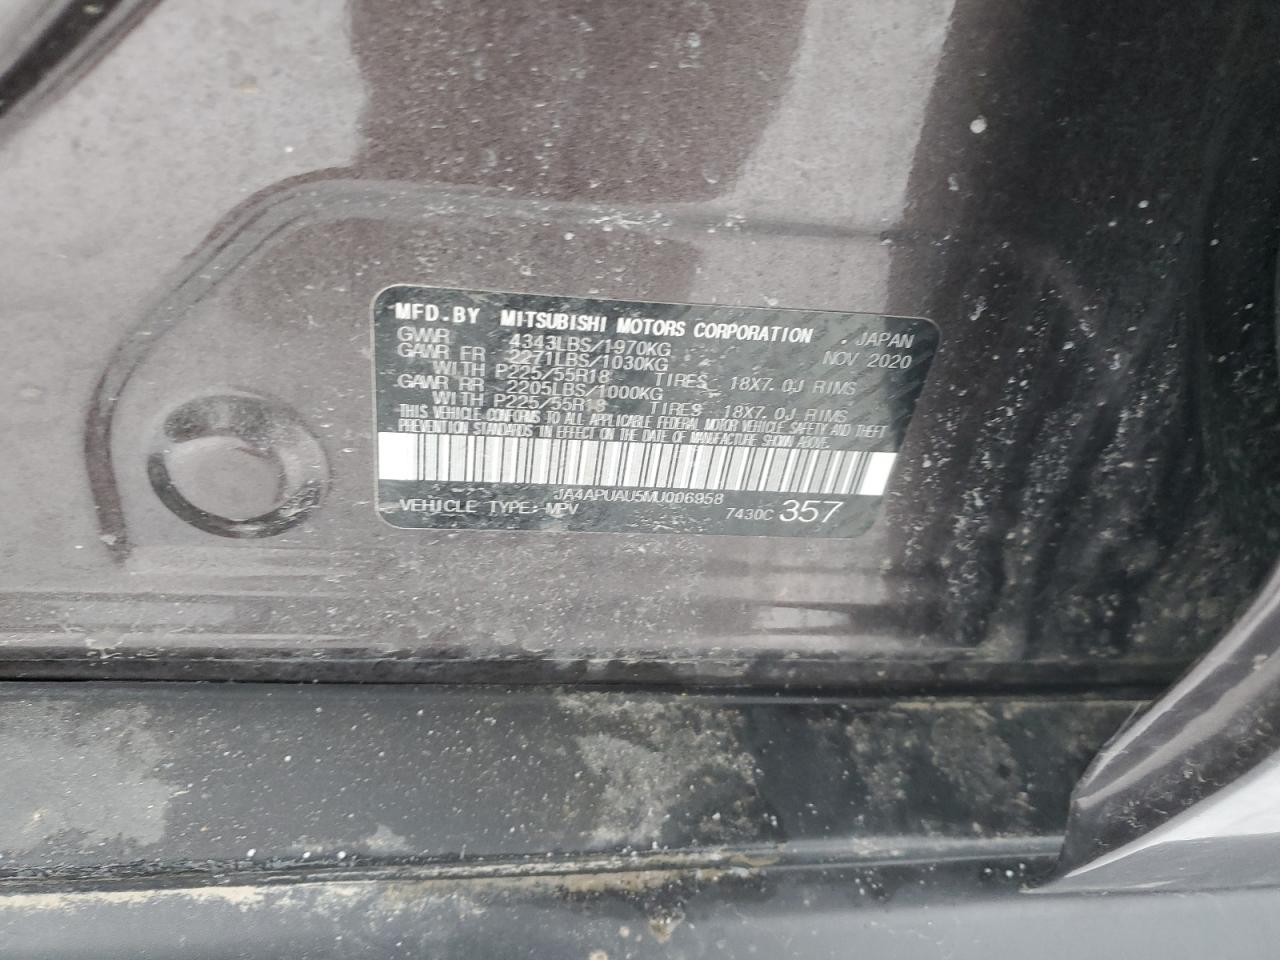 MFD.BY MITSUBISHI MOTORS CORPORATION . JAPAN
GWR 4343LBS/1970KG NOV 2020
GAWR FR 2271LBS/1030KG
WITH P225/55R18 TIRES, 18X7.0J RIMS
GAWR RR 2205LBS/1000KG
WITH P225/55R18 TIRES, 18X7.0J RIMS
THIS VEHICLE CONFORMS TO ALL APPLICABLE FEDERAL MOTOR VEHICLE SAFETY AND THEFT
PREVENTION STANDARDS IN EFFECT ON THE DATE OF MANUFACTURE SHOWN ABOVE.
JA4APUAU5MU006958
VEHICLE TYPE: MPV 7430C 357